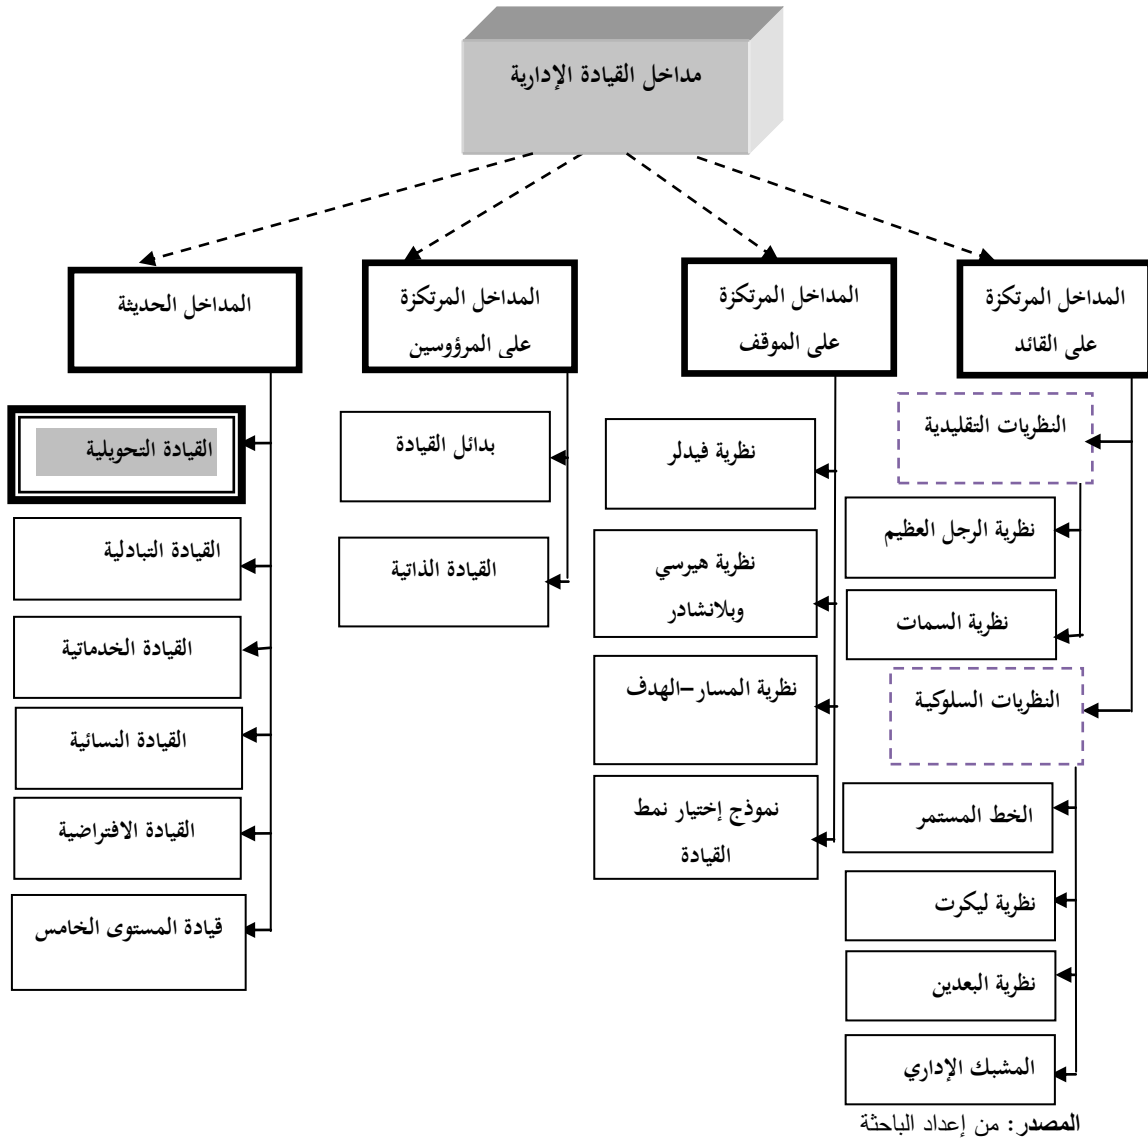 مداخل القيادة الإدارية
المداخل المرتكزة
على القائد
النظريات التقليدية
نظرية الرجل العظيم
نظرية السمات
النظريات السلوكية
الخط المستمر
نظرية ليكرت
نظرية البعدين
المشبك الإداري
المداخل المرتكزة
على الموقف
نظرية فيدلر
نظرية هيرسي
وبلانشادر
نظرية المسار–الهدف
نموذج إختيار نمط
القيادة
المداخل المرتكزة
على المرؤوسين
بدائل القيادة
القيادة الذاتية
المداخل الحديثة
القيادة التحويلية
القيادة التبادلية
القيادة الخدماتية
القيادة النسائية
القيادة الافتراضية
قيادة المستوى الخامس
المصدر: من إعداد الباحثة